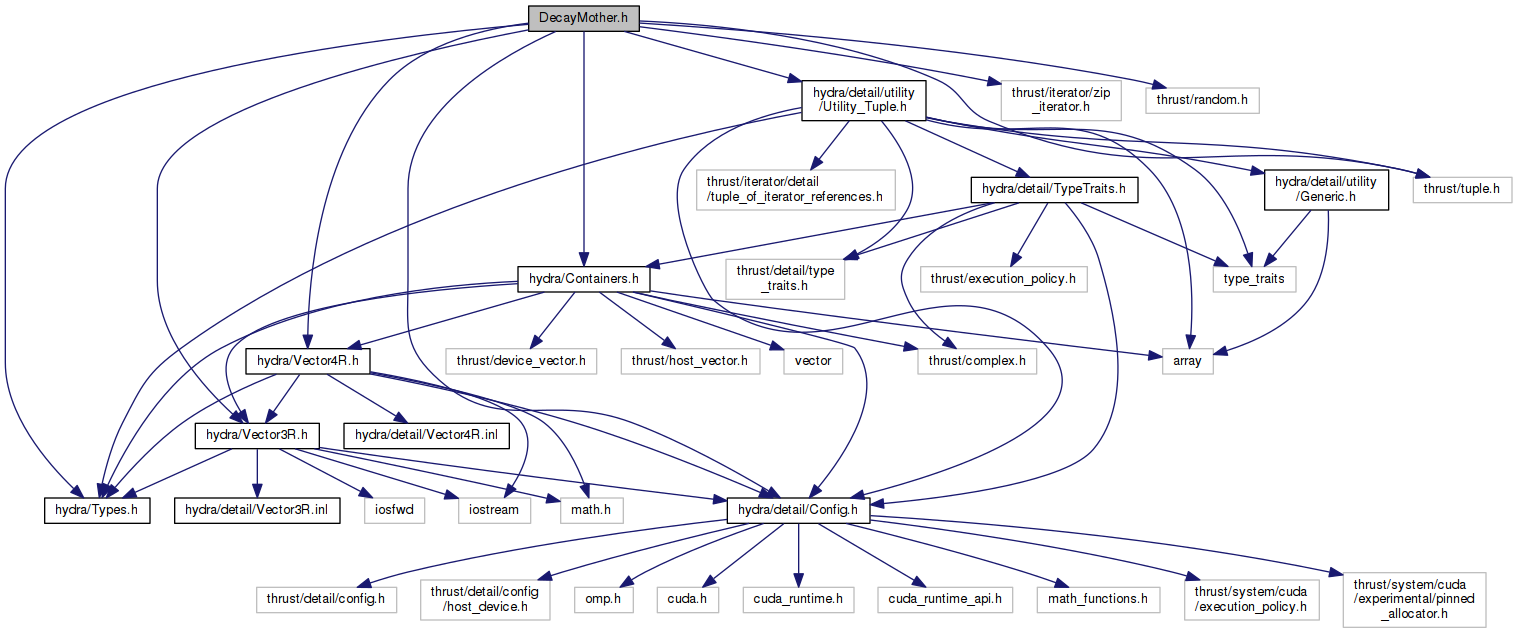 DecayMother.h
hydra/detail/utility
/Utility_Tuple.h
thrust/iterator/zip
_iterator.h
thrust/random.h
thrust/iterator/detail
/tuple_of_iterator_references.h
hydra/detail/TypeTraits.h
hydra/detail/utility
/Generic.h
thrust/tuple.h
hydra/Containers.h
thrust/detail/type
_traits.h
thrust/execution_policy.h
type_traits
hydra/Vector4R.h
thrust/device_vector.h
thrust/host_vector.h
vector
thrust/complex.h
array
hydra/Vector3R.h
hydra/detail/Vector4R.inl
hydra/Types.h
hydra/detail/Vector3R.inl
iosfwd
iostream
math.h
hydra/detail/Config.h
thrust/detail/config.h
thrust/detail/config
/host_device.h
omp.h
cuda.h
cuda_runtime.h
cuda_runtime_api.h
math_functions.h
thrust/system/cuda
/execution_policy.h
thrust/system/cuda
/experimental/pinned
_allocator.h